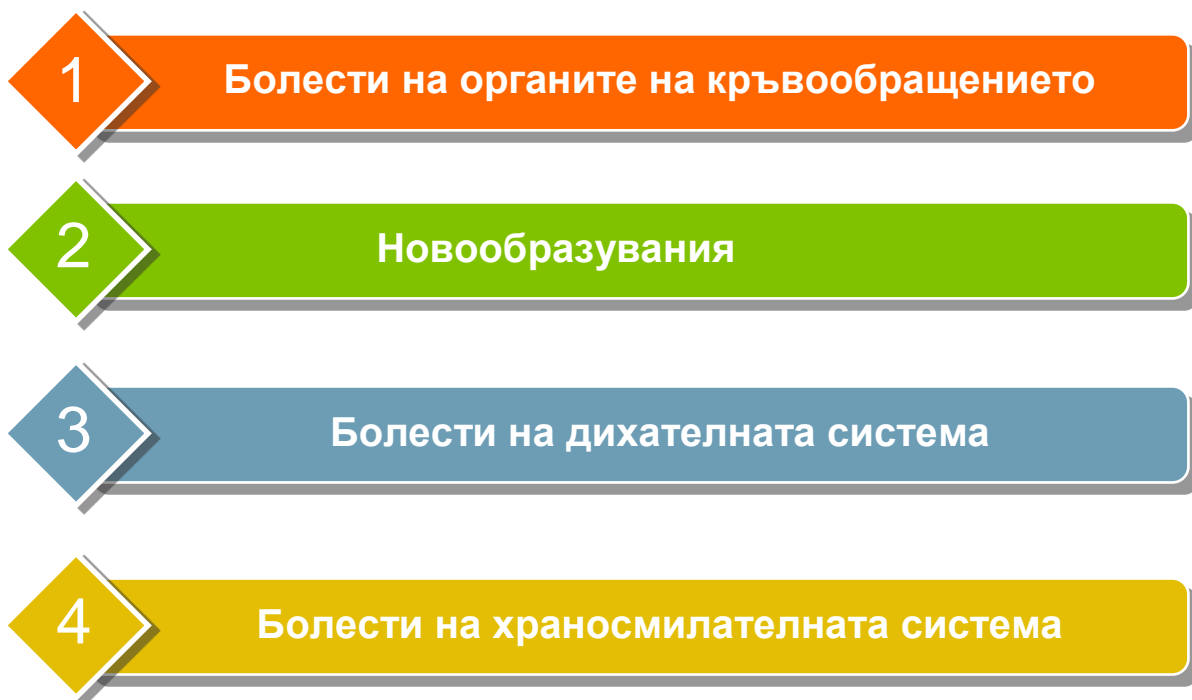 1
Болести на органите на кръвообращението
2
Новообразувания
3
Болести на дихателната система
4
Болести на храносмилателната система